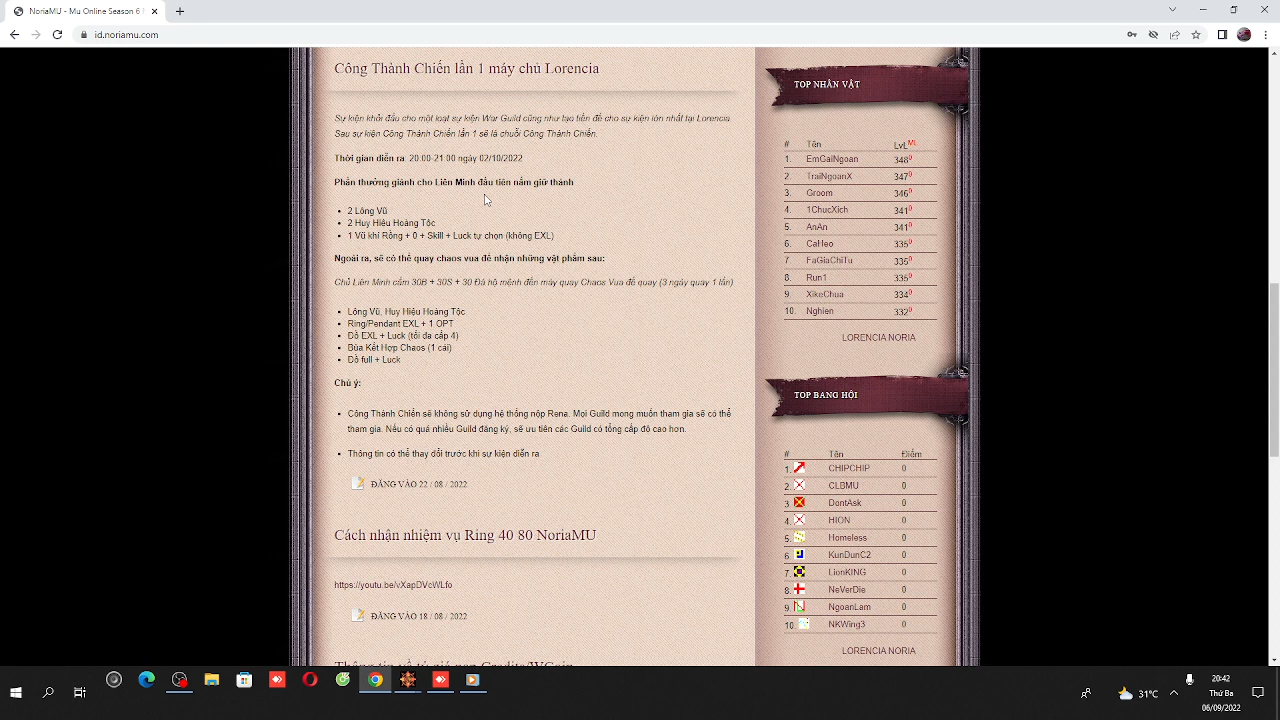 NoriaMU - Mu Online Season 6
id.noriamu.com
Công Thành Chiến lần 1 máy chủ Lorencia
Sự kiện khởi đầu cho một loạt sự kiện War Guild cũng như tạo tiền đề cho sự kiện lớn nhất tại Lorencia.
Sau sự kiện Công Thành Chiến lần 1 sẽ là chuỗi Công Thành Chiến.
Thời gian diễn ra: 20:00-21:00 ngày 02/10/2022
Phần thưởng giành cho Liên Minh đầu tiên nắm giữ thành
2 Lông Vũ
2 Huy Hiệu Hoàng Tộc
1 Vũ khí Rồng + 0 + Skill + Luck tự chọn (không EXL)
Ngoài ra, sẽ có thể quay chaos vua để nhận những vật phẩm sau:
Chủ Liên Minh cầm 30B + 30S + 30 Đá hộ mệnh đến máy quay Chaos Vua để quay (3 ngày quay 1 lần)
Lông Vũ, Huy Hiệu Hoàng Tộc
Ring/Pendant EXL + 1 OPT
Đồ EXL + Luck (tối đa cấp 4)
Bùa Kết Hợp Chaos (1 cái)
Đồ full + Luck
Chú ý:
Công Thành Chiến sẽ không sử dụng hệ thống nộp Rena. Mọi Guild mong muốn tham gia sẽ có thể
tham gia. Nếu có quá nhiều Guild đăng ký, sẽ ưu tiên các Guild có tổng cấp độ cao hơn.
Thông tin có thể thay đổi trước khi sự kiện diễn ra
ĐĂNG VÀO 22 / 08 / 2022
Cách nhận nhiệm vụ Ring 40 80 NoriaMU
https://youtu.be/vXapDVcWLfo
ĐĂNG VÀO 18 / 08 / 2022
TOP NHÂN VẬT
# Tên LvL ML
1. EmGaiNgoan 348 0
2. TraiNgoanX 347 0
3. Groom 346 0
4. 1ChucXich 341 0
5. AnAn 341 0
6. CaHeo 335 0
7. FaGiaChiTu 335 0
8. Run1 335 0
9. XikeChua 334 0
10. Nghien 332 0
LORENCIA NORIA
TOP BANG HỘI
# Tên Điểm
1. CHIPCHIP 0
2. CLBMU 0
3. DontAsk 0
4. HION 0
5. Homeless 0
6. KunDunC2 0
7. LionKING 0
8. NeVerDie 0
9. NgoanLam 0
10. NKWing3 0
LORENCIA NORIA
31°C
20:42
Thứ Ba
06/09/2022